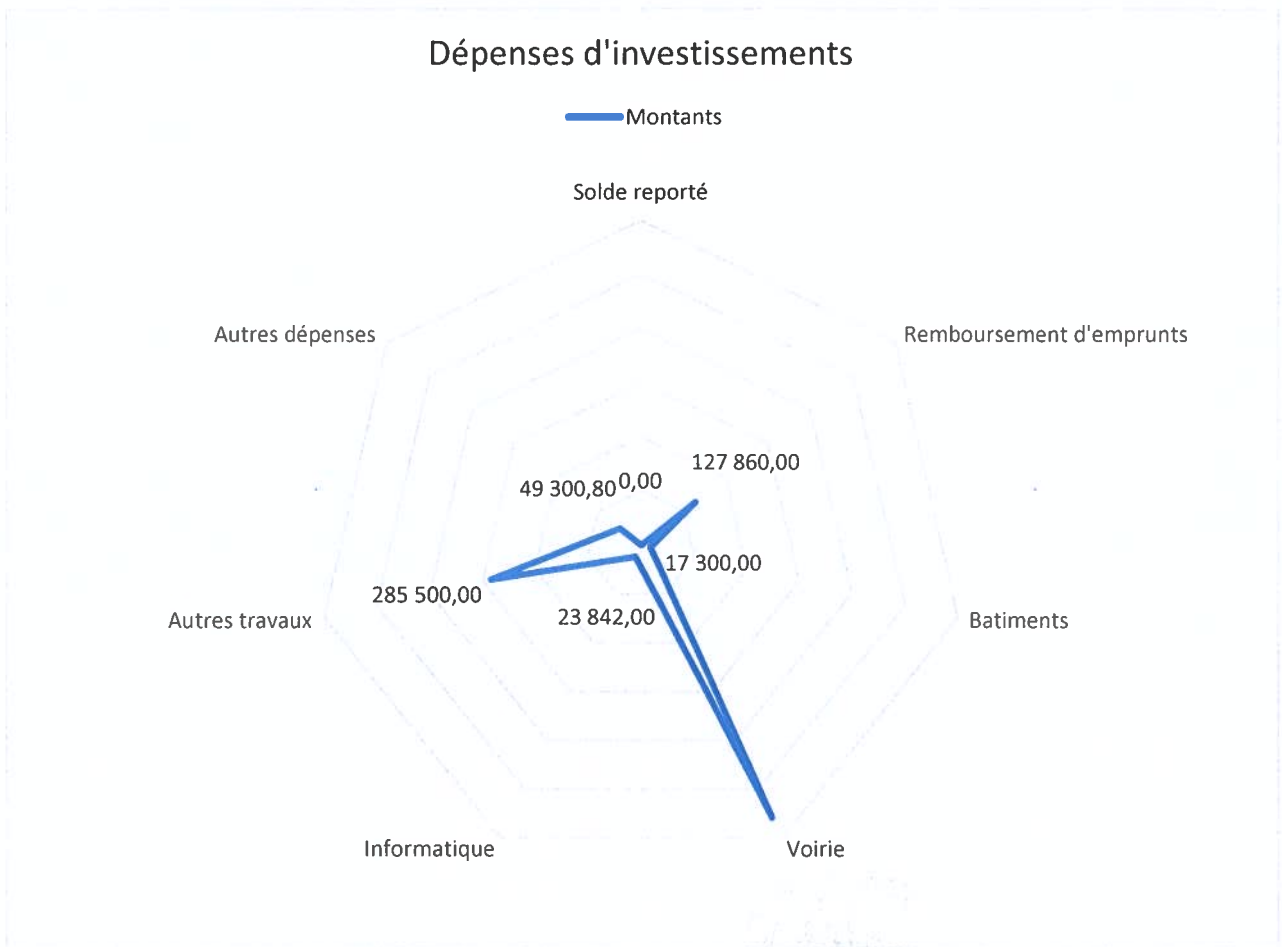 Dépenses d'investissements
Montants
Solde reporté
Autres dépenses
Remboursement d'emprunts
127 860,00
49 300,80
0,00
17 300,00
285 500,00
23 842,00
Autres travaux
Batiments
Informatique
Voirie